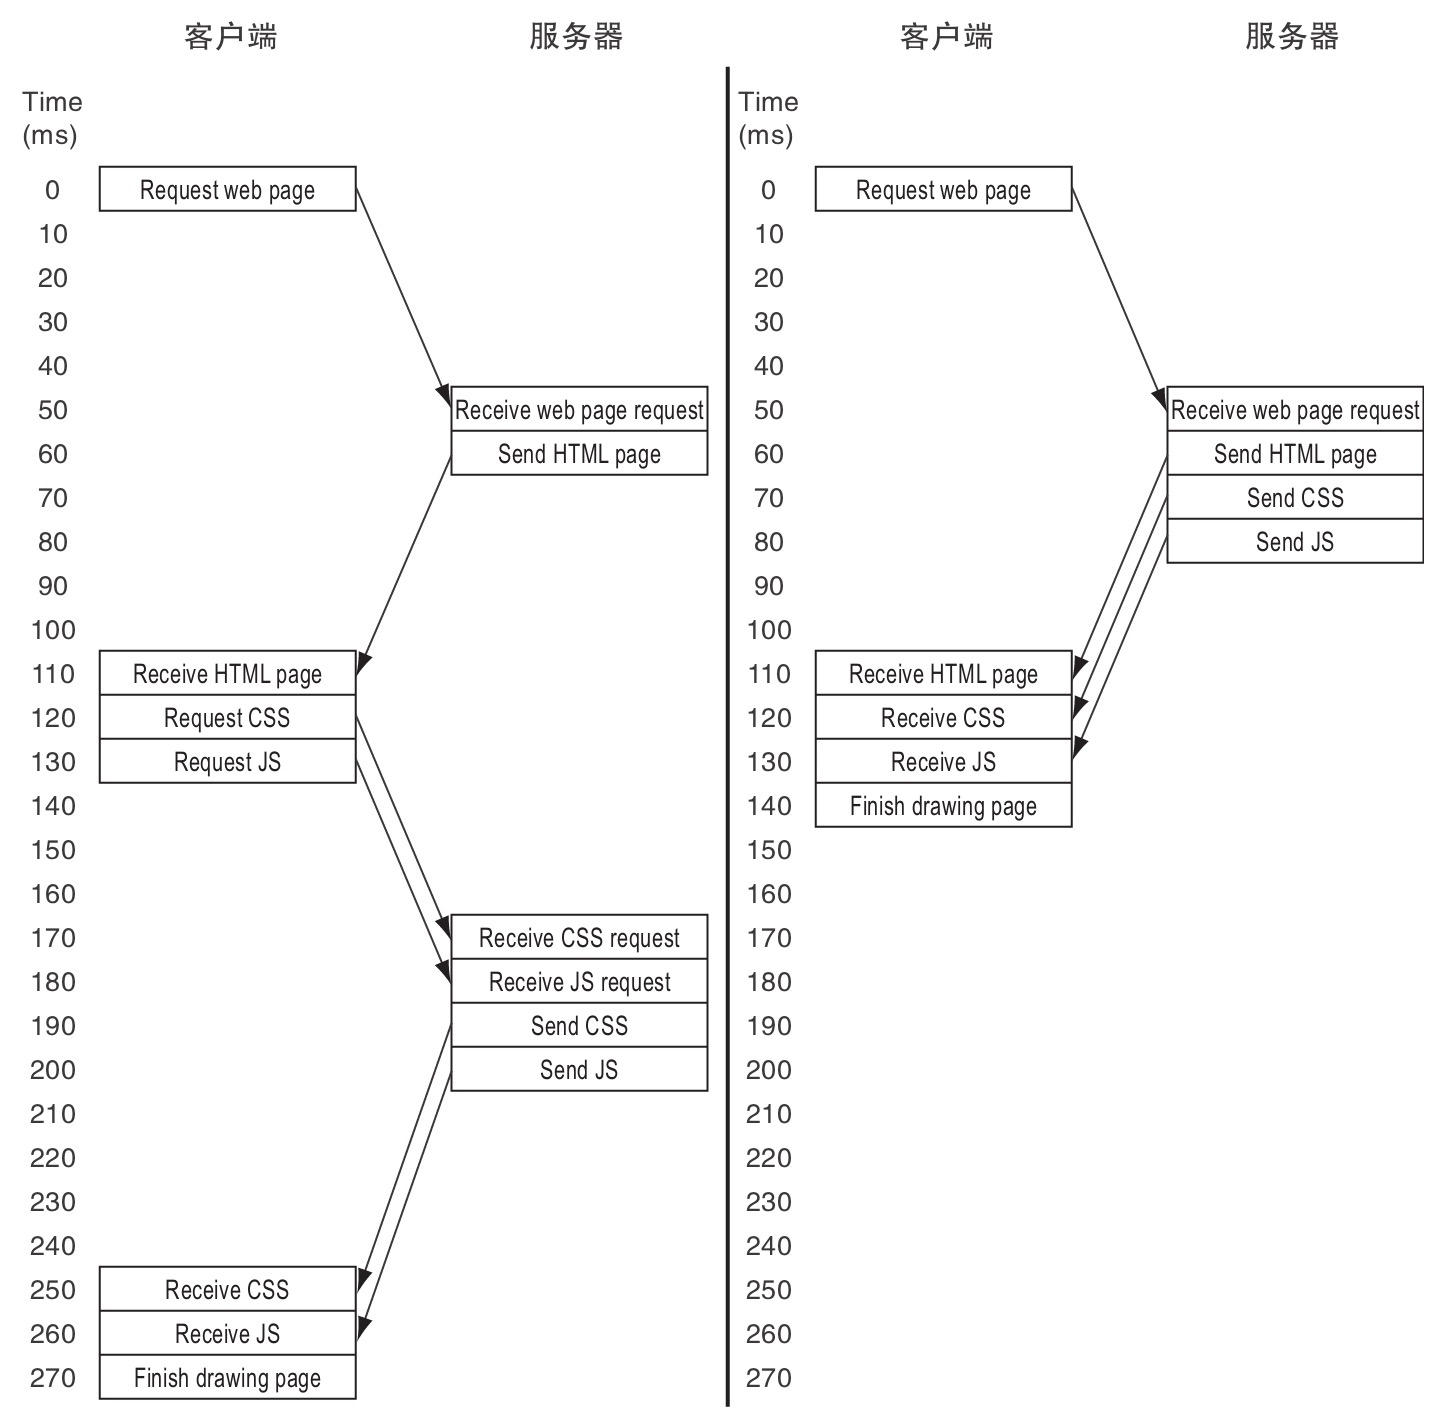 客户端 服务器
Time
(ms)
0 Request web page
10
20
30
40
50 Receive web page request
60 Send HTML page
70
80
90
100
110 Receive HTML page
120 Request CSS
130 Request JS
140
150
160
170 Receive CSS request
180 Receive JS request
190 Send CSS
200 Send JS
210
220
230
240
250 Receive CSS
260 Receive JS
270 Finish drawing page
客户端 服务器
Time
(ms)
0 Request web page
10
20
30
40
50 Receive web page request
60 Send HTML page
70 Send CSS
80 Send JS
90
100
110 Receive HTML page
120 Receive CSS
130 Receive JS
140 Finish drawing page
150
160
170
180
190
200
210
220
230
240
250
260
270